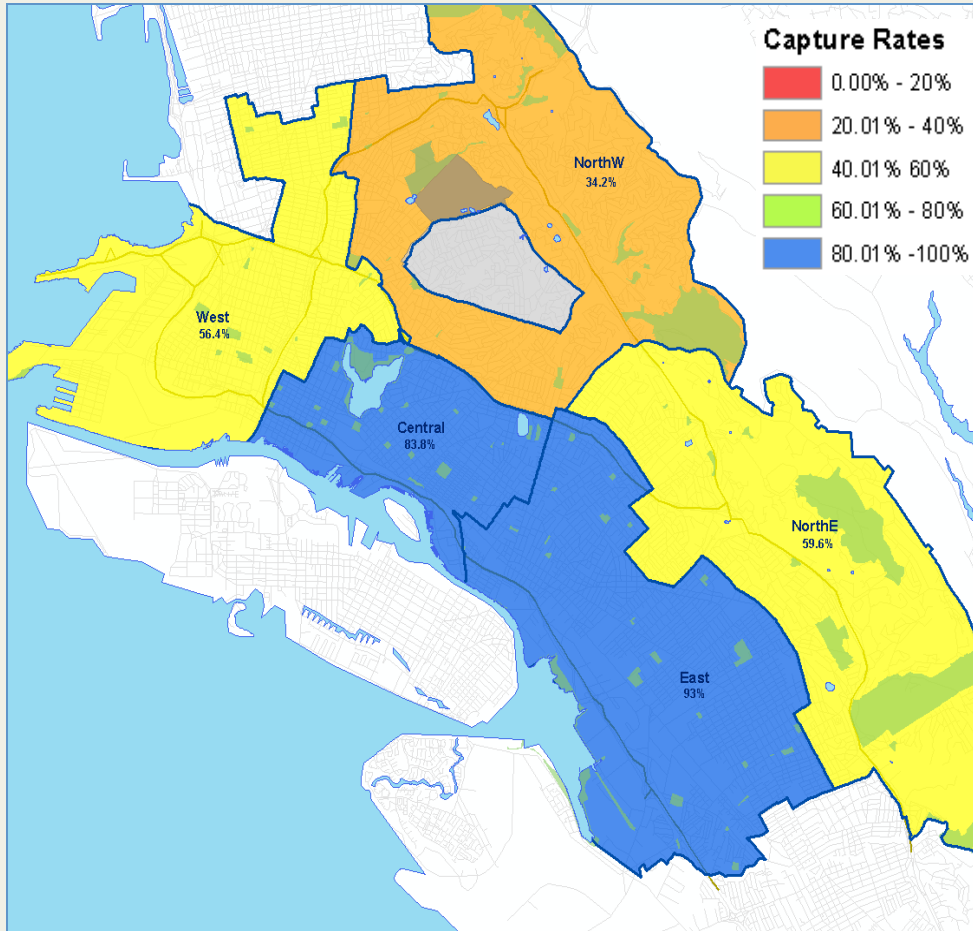 Capture Rates
0.00% - 20%
20.01% - 40%
40.01% 60%
60.01% - 80%
80.01% -100%
NorthW
34.2%
West
56.4%
Central
83.8%
NorthE
59.6%
East
93%